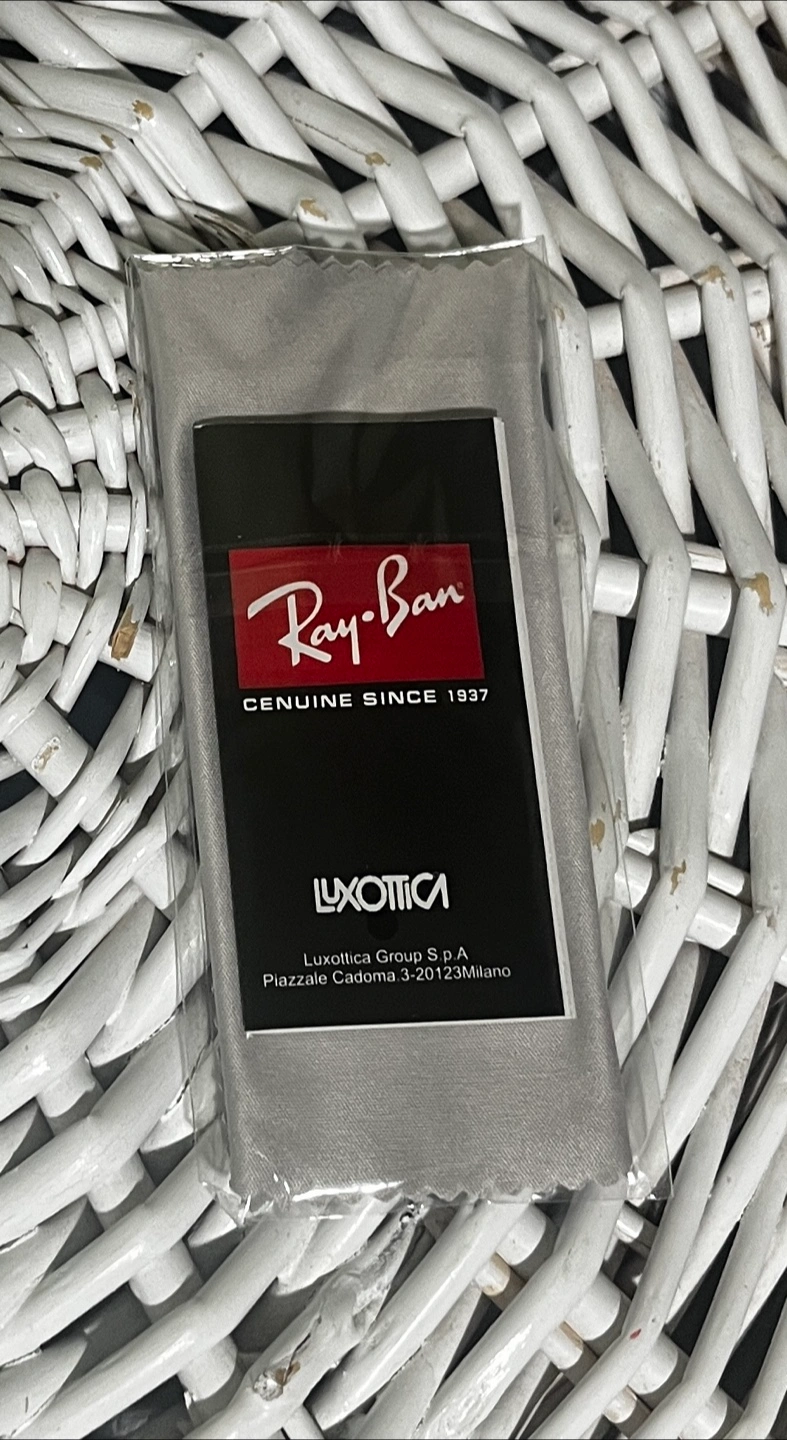 Ray-Ban
CENUINE SINCE 1937
LUXOTTICA
Luxottica Group S.p.A
Piazzale Cadoma.3-20123Milano